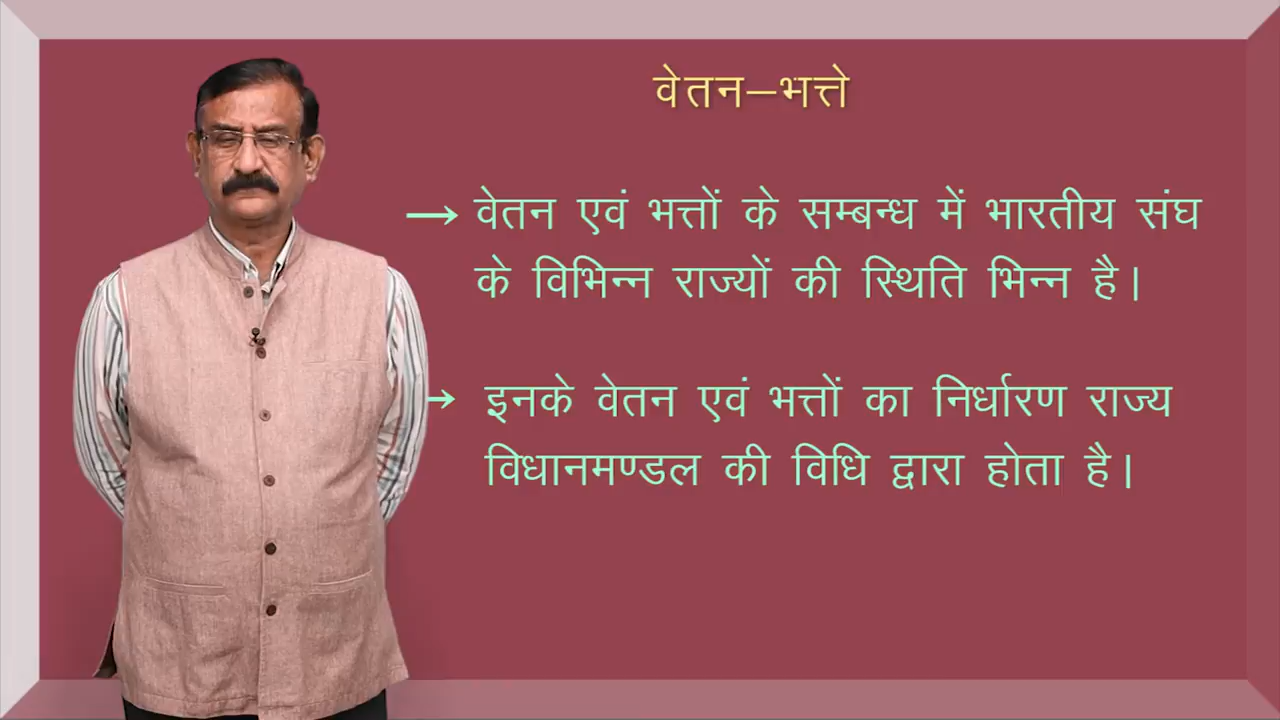 वेतन–भत्ते
→ वेतन एवं भत्तों के सम्बन्ध में भारतीय संघ
के विभिन्न राज्यों की स्थिति भिन्न है।
→ इनके वेतन एवं भत्तों का निर्धारण राज्य
विधानमण्डल की विधि द्वारा होता है।